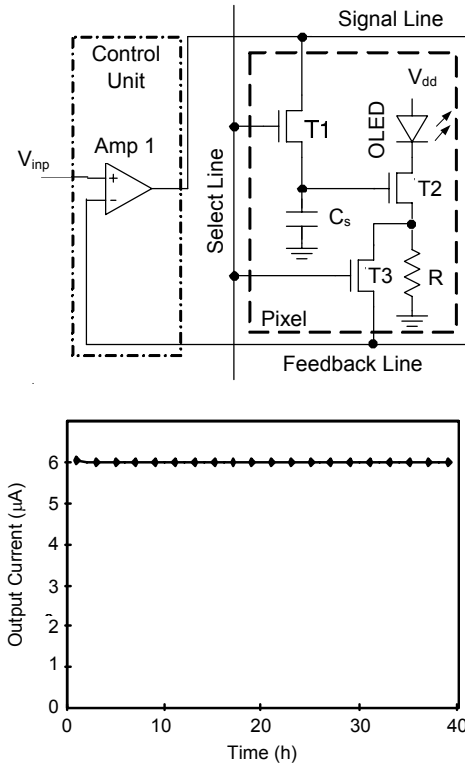 Signal Line
Control
Unit
V_dd
OLED
T1
Amp 1
V_inp
+
-
Select Line
T2
C_s
T3
R
Pixel
Feedback Line
Output Current (μA)
7
6
5
4
3
2
1
0
0
10
20
30
40
Time (h)